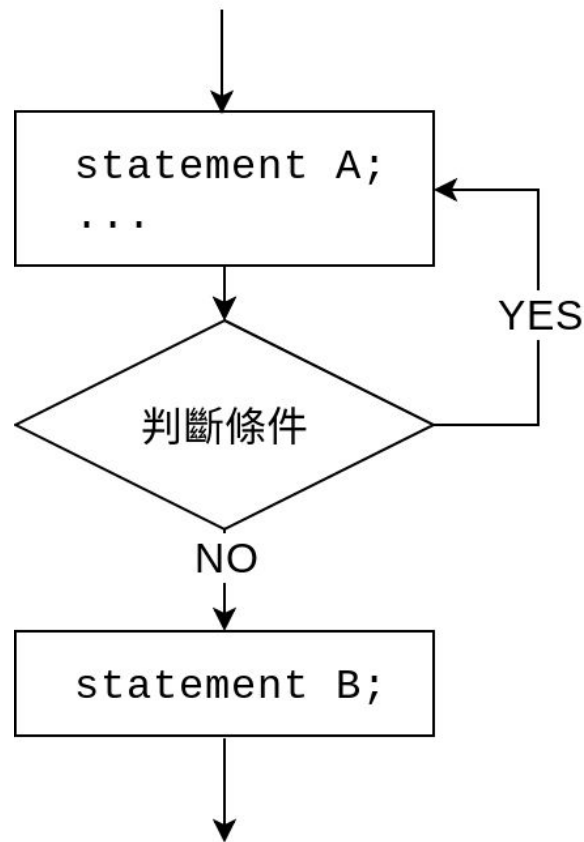 statement A;
...
YES
判斷條件
NO
statement B;